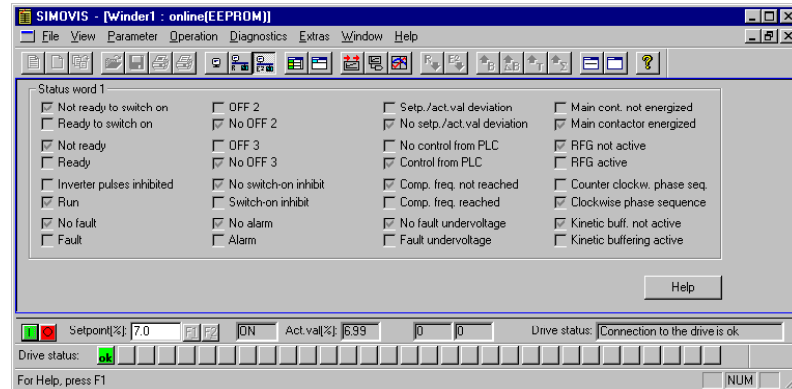 SIMOVIS - [Winder1 : online(EEPROM)]
File View Parameter Operation Diagnostics Extras Window Help
Status word 1
Not ready to switch on OFF 2 Setp./act.val deviation Main cont. not energized
Ready to switch on No OFF 2 No setp./act.val deviation Main contactor energized
Not ready OFF 3 No control from PLC RFG not active
Ready No OFF 3 Control from PLC RFG active
Inverter pulses inhibited No switch-on inhibit Comp. freq. not reached Counter clockw. phase seq.
Run Switch-on inhibit Comp. freq. reached Clockwise phase sequence
No fault No alarm No fault undervoltage Kinetic buff. not active
Fault Alarm Fault undervoltage Kinetic buffering active
Help
Setpoint[%]: 7.0 F1 F2 ON Act.val[%]: 6.99 0 0 Drive status: Connection to the drive is ok
Drive status: ok
For Help, press F1 NUM